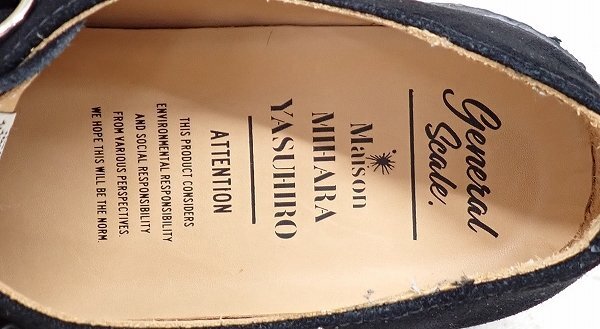 General
Scale.
Maison
MIHARA
YASUHIRO
ATTENTION
THIS PRODUCT CONSIDERS
ENVIRONMENTAL RESPONSIBILITY
AND SOCIAL RESPONSIBILITY
FROM VARIOUS PERSPECTIVES.
WE HOPE THIS WILL BE THE NORM.